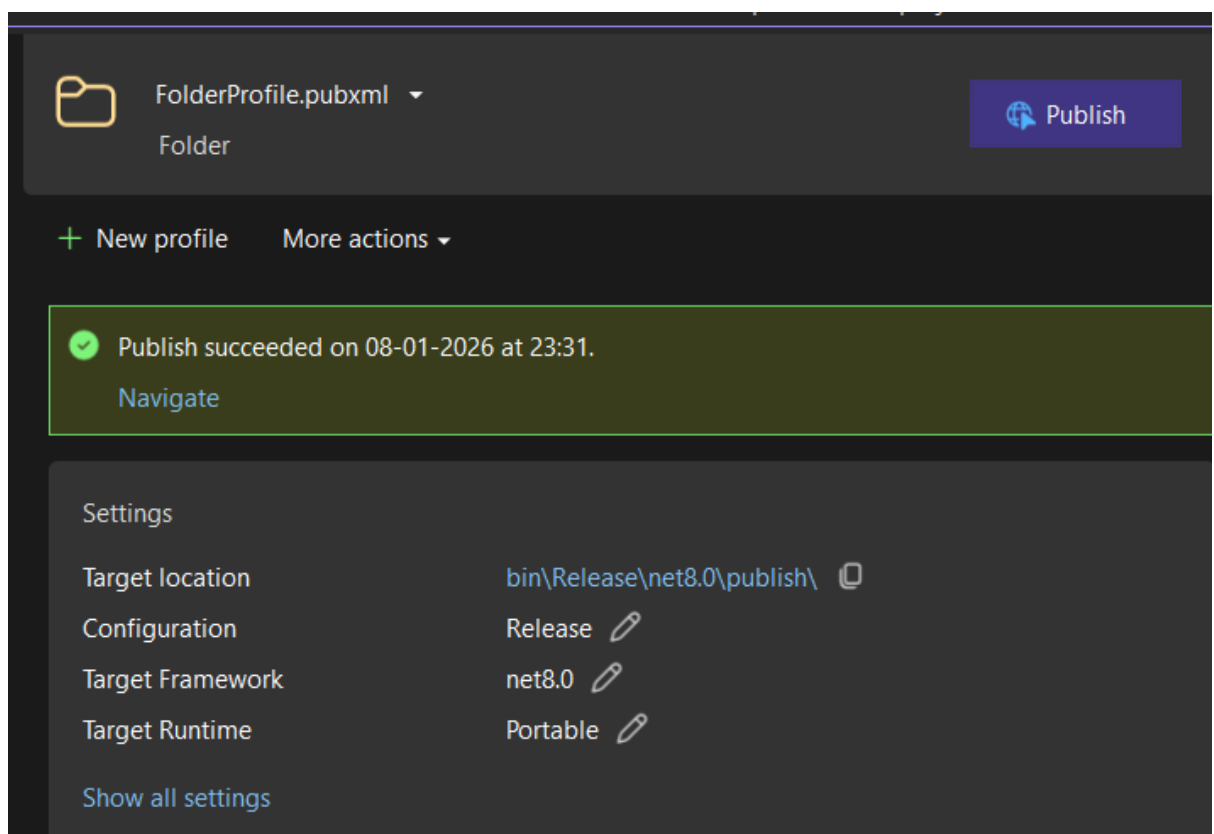 FolderProfile.pubxml
Publish
Folder
New profile More actions
Publish succeeded on 08-01-2026 at 23:31.
Navigate
Settings
Target location bin\Release\net8.0\publish\
Configuration Release
Target Framework net8.0
Target Runtime Portable
Show all settings